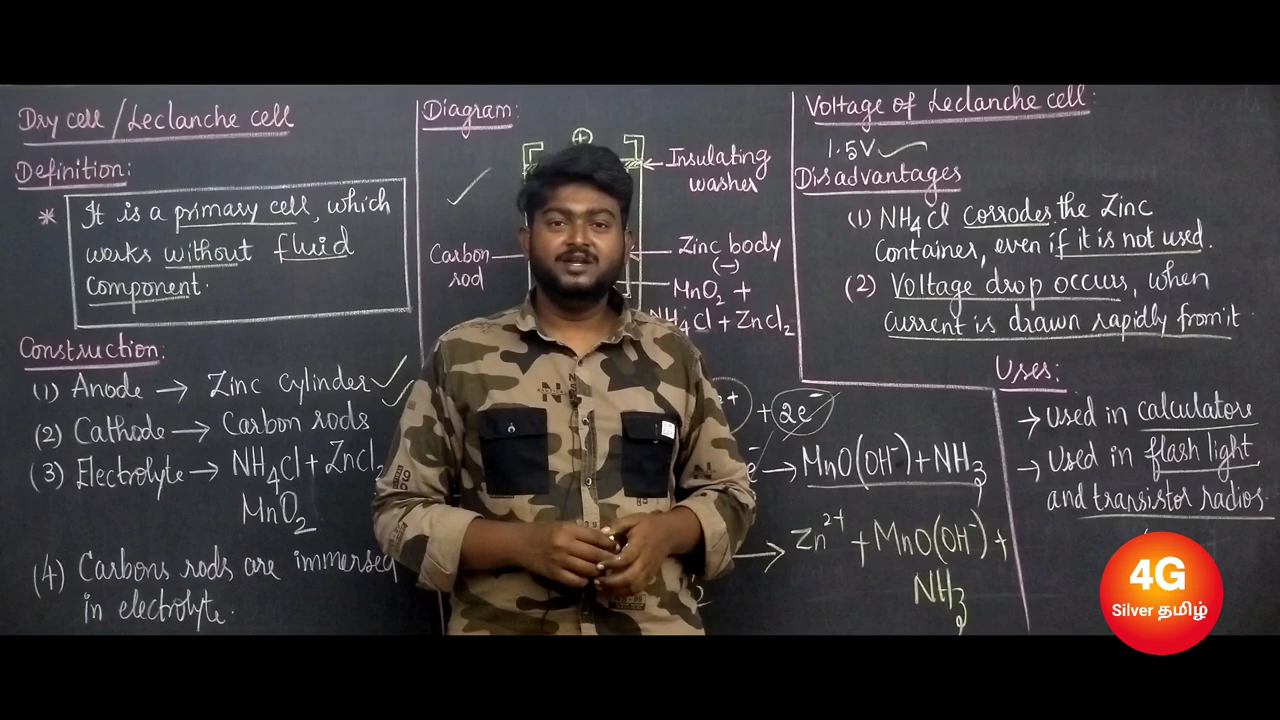 Dry cell / Leclanche cell
Definition:
* It is a primary cell, which
works without fluid
component.
Construction:
(1) Anode → Zinc cylinder
(2) Cathode → Carbon rods
(3) Electrolyte → NH₄Cl + ZnCl₂
MnO₂
(4) Carbons rods are immersed
in electrolyte.
Diagram:
+
Insulating
washer
Carbon
rod
Zinc body
(-)
MnO₂ +
NH₄Cl + ZnCl₂
+ 2e⁻
e⁻ → MnO(OH⁻) + NH₃
→ Zn²⁺ + MnO(OH⁻) +
NH₃
Voltage of Leclanche cell:
1.5V
Disadvantages
(1) NH₄Cl corrodes the Zinc
Container, even if it is not used.
(2) Voltage drop occurs, when
current is drawn rapidly from it
Uses:
→ Used in calculators
→ Used in flash light
and transistor radios.
4G
Silver தமிழ்